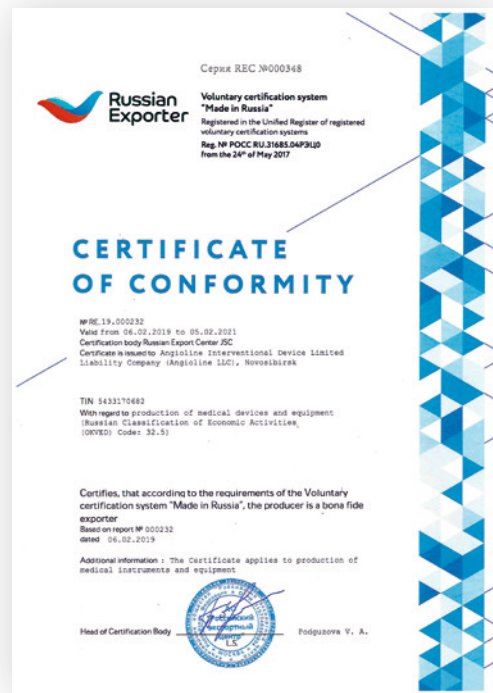 Серия REC №000348
Russian
Exporter
Voluntary certification system
"Made in Russia"
Registered in the Unified Register of registered
voluntary certification systems
Reg. № РОСС RU.31685.04РЭЦ0
from the 24th of May 2017
CERTIFICATE
OF CONFORMITY
№ RE.19.000232
Valid from 06.02.2019 to 05.02.2021
Certification body Russian Export Center JSC
Certificate is issued to Angioline Interventional Device Limited
Liability Company (Angioline LLC), Novosibirsk
TIN 5433170682
With regard to production of medical devices and equipment
(Russian Classification of Economic Activities
(OKVED) Code: 32.5)
Certifies, that according to the requirements of the Voluntary
certification system "Made in Russia", the producer is a bona fide
exporter
Based on report № 000232
dated 06.02.2019
Additional information : The Certificate applies to production of
medical instruments and equipment
Head of Certification Body
Российский
экспортный
центр
L.S.
МОСКВА
Podguzova V. A.